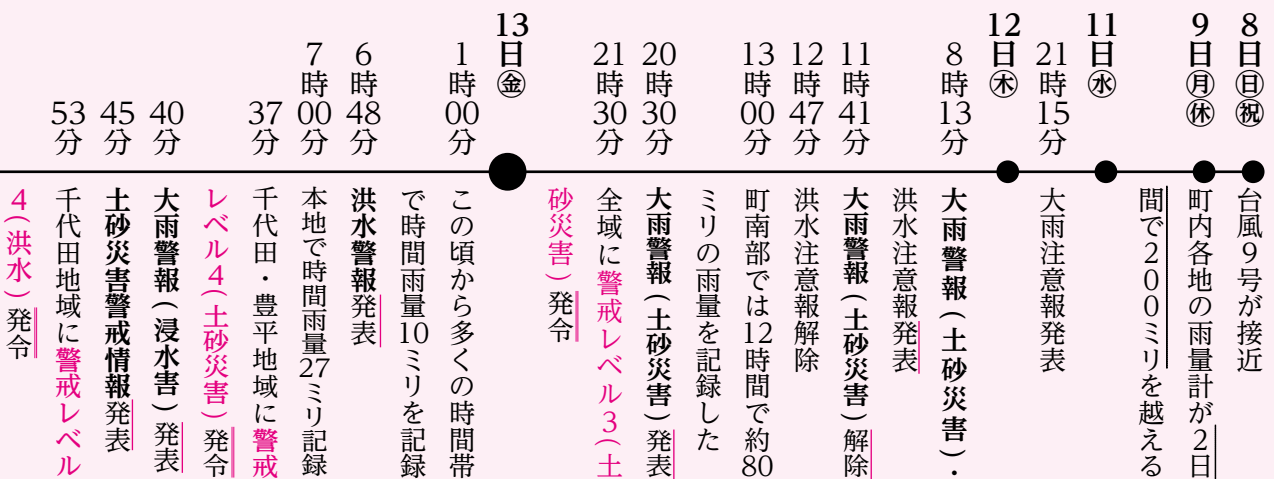 8日㊐㊗
台風9号が接近
9日㊊㊡
町内各地の雨量計が2日
間で200ミリを越える
11日㊌
21時15分
大雨注意報発表
12日㊍
8時13分
大雨警報(土砂災害)・
洪水注意報発表
11時41分
大雨警報(土砂災害)解除
12時47分
洪水注意報解除
13時00分
町南部では12時間で約80
ミリの雨量を記録した
20時30分
大雨警報(土砂災害)発表
21時30分
全域に警戒レベル3(土
砂災害)発令
13日㊎
1時00分
この頃から多くの時間帯
で時間雨量10ミリを記録
6時48分
洪水警報発表
7時00分
本地で時間雨量27ミリ記録
37分
千代田・豊平地域に警戒
レベル4(土砂災害)発令
40分
大雨警報(浸水害)発表
45分
土砂災害警戒情報発表
53分
千代田地域に警戒レベル
4(洪水)発令